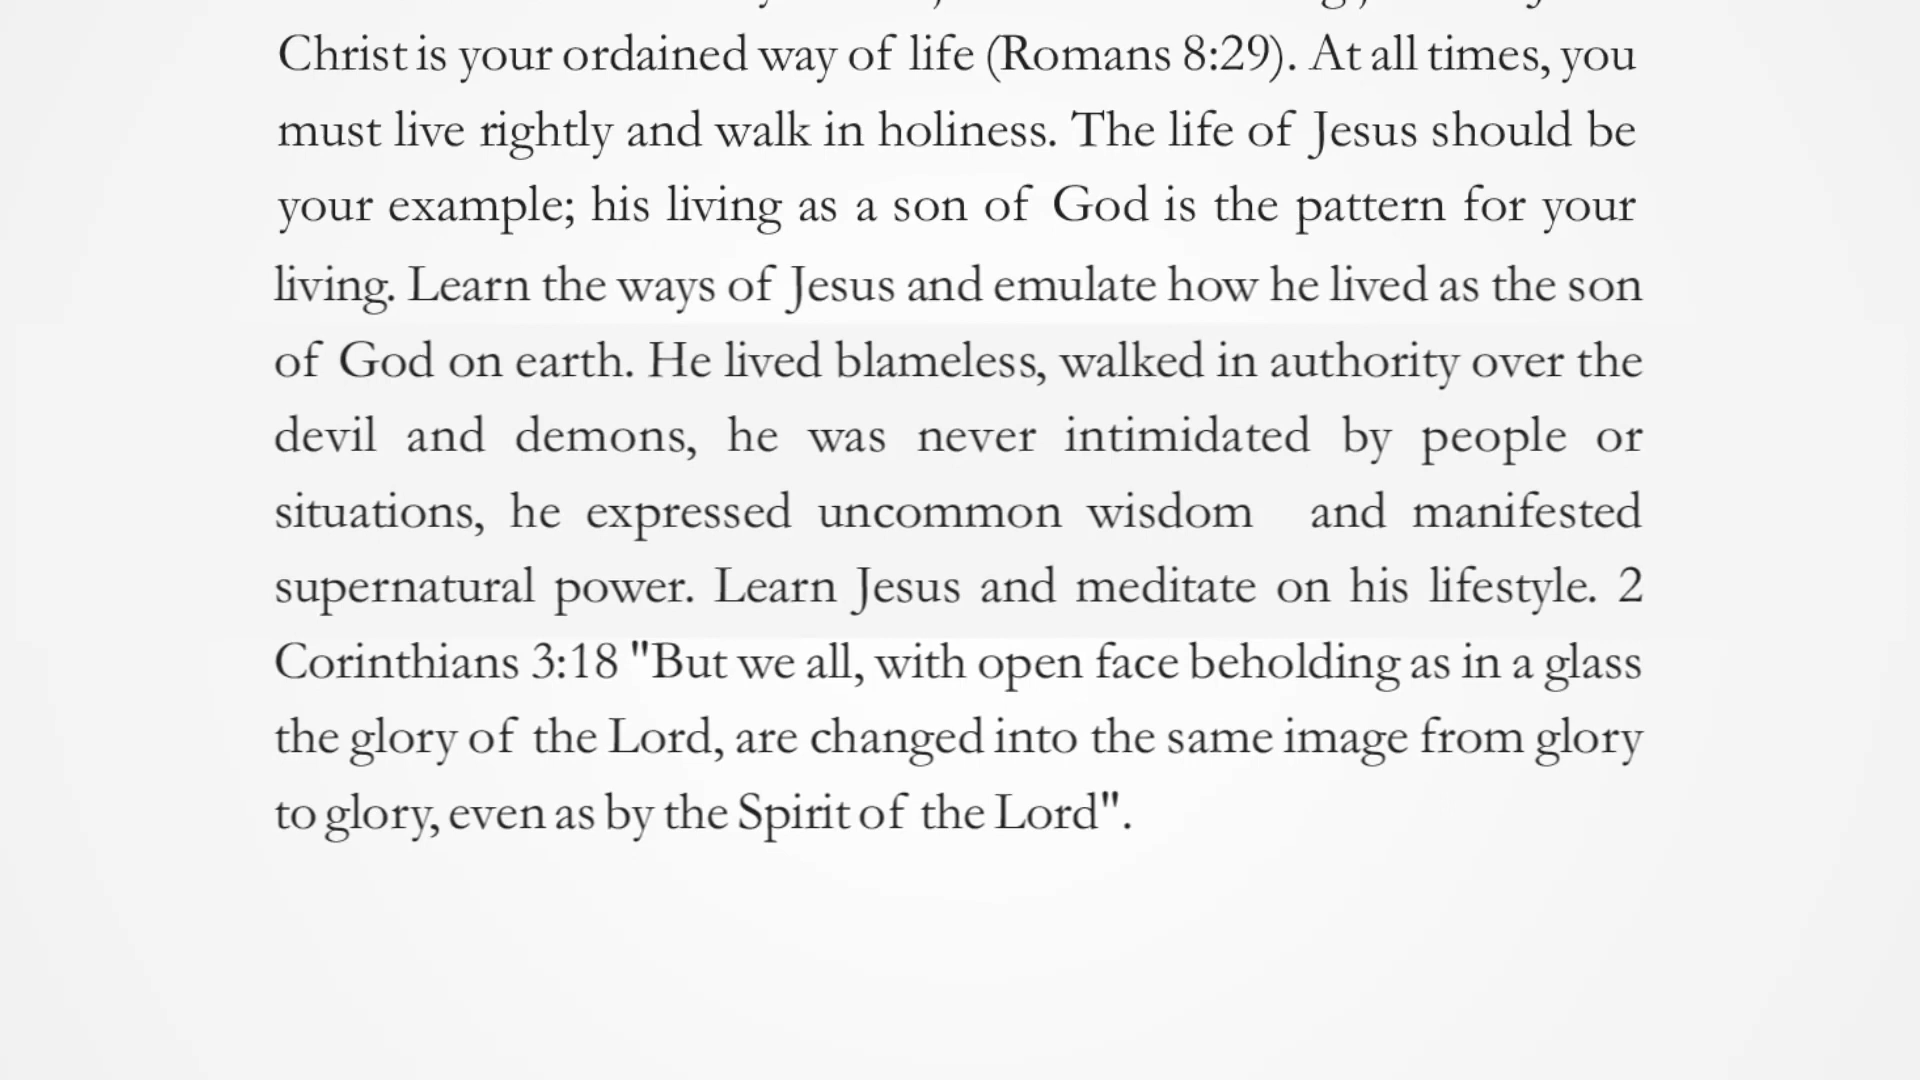 Christ is your ordained way of life (Romans 8:29). At all times, you
must live rightly and walk in holiness. The life of Jesus should be
your example; his living as a son of God is the pattern for your
living. Learn the ways of Jesus and emulate how he lived as the son
of God on earth. He lived blameless, walked in authority over the
devil and demons, he was never intimidated by people or
situations, he expressed uncommon wisdom and manifested
supernatural power. Learn Jesus and meditate on his lifestyle. 2
Corinthians 3:18 "But we all, with open face beholding as in a glass
the glory of the Lord, are changed into the same image from glory
to glory, even as by the Spirit of the Lord".